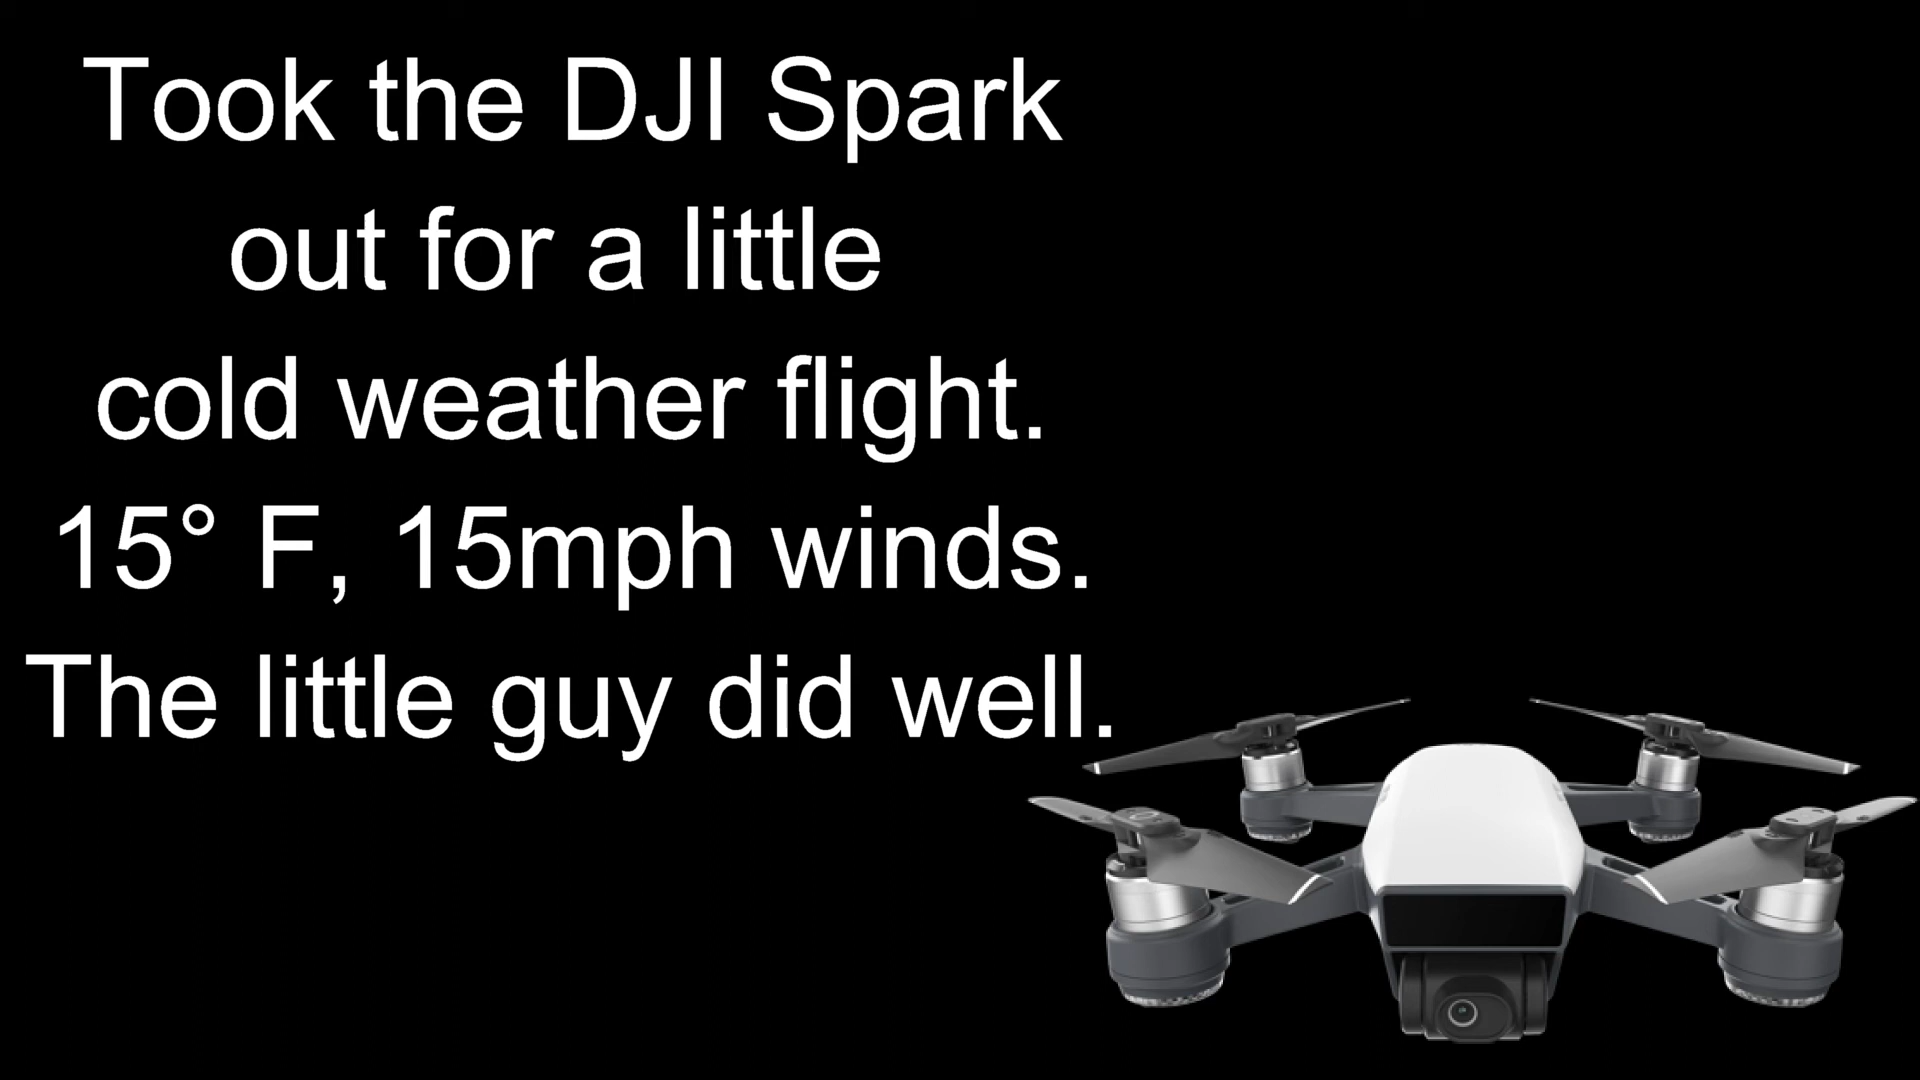 Took the DJI Spark
out for a little
cold weather flight.
15° F, 15mph winds.
The little guy did well.